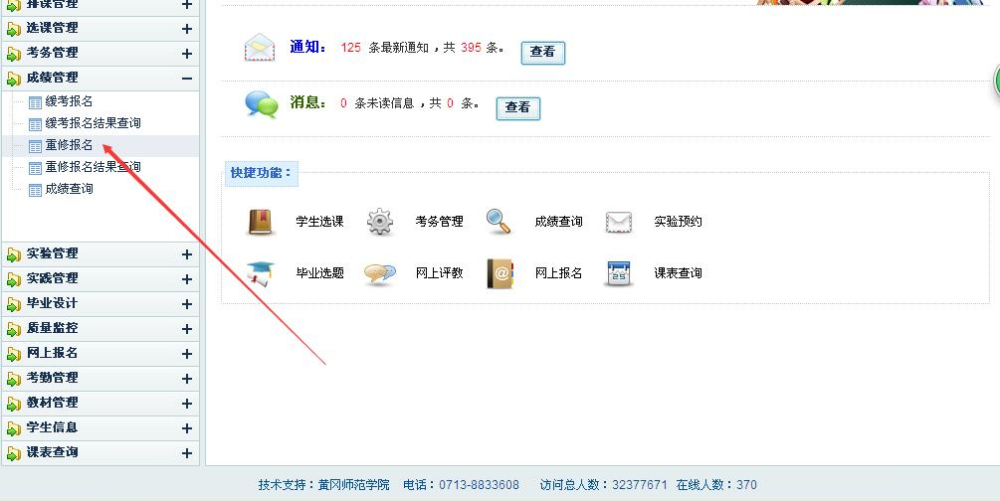 排课管理
选课管理
考务管理
成绩管理
缓考报名
缓考报名结果查询
重修报名
重修报名结果查询
成绩查询
实验管理
实践管理
毕业设计
质量监控
网上报名
考勤管理
教材管理
学生信息
课表查询
通知： 125 条最新通知，共 395 条。 查看
消息： 0 条未读信息，共 0 条。 查看
快捷功能：
学生选课 考务管理 成绩查询 实验预约
毕业选题 网上评教 网上报名 课表查询
技术支持：黄冈师范学院 电话：0713-8833608 访问总人数：32377671 在线人数：370